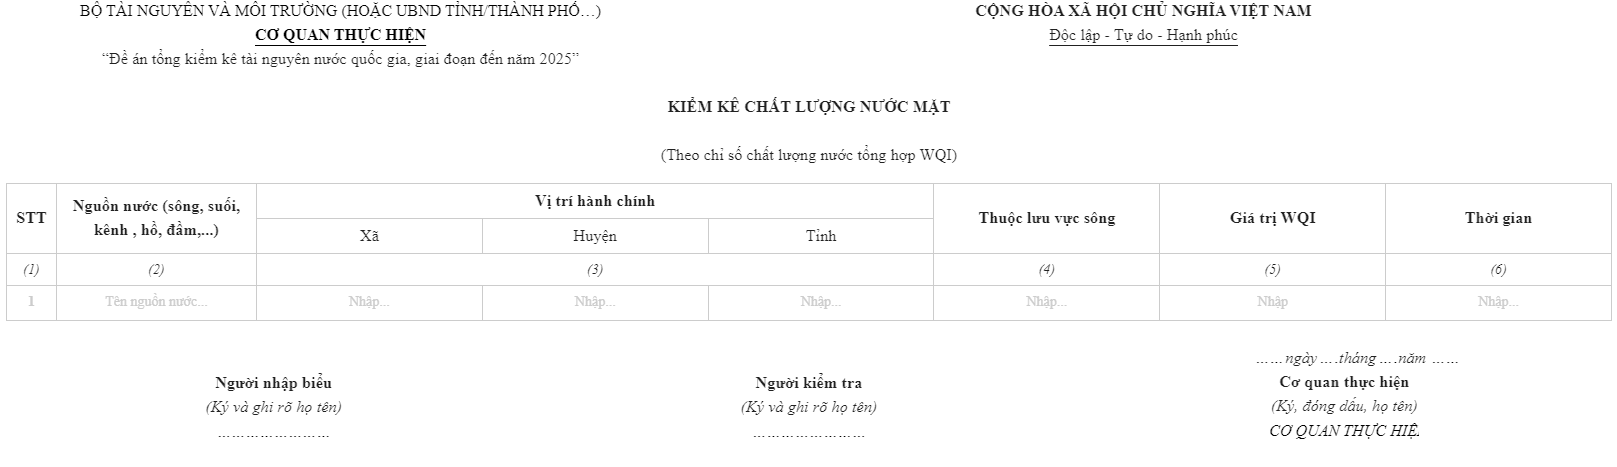 BỘ TÀI NGUYÊN VÀ MÔI TRƯỜNG (HOẶC UBND TỈNH/THÀNH PHỐ…)
CƠ QUAN THỰC HIỆN
“Đề án tổng kiểm kê tài nguyên nước quốc gia, giai đoạn đến năm 2025”
CỘNG HÒA XÃ HỘI CHỦ NGHĨA VIỆT NAM
Độc lập - Tự do - Hạnh phúc
KIỂM KÊ CHẤT LƯỢNG NƯỚC MẶT
(Theo chỉ số chất lượng nước tổng hợp WQI)
STT
Nguồn nước (sông, suối,
kênh , hồ, đầm,...)
Vị trí hành chính
Xã
Huyện
Tỉnh
Thuộc lưu vực sông
Giá trị WQI
Thời gian
(1) (2) (3) (4) (5) (6)
1 Tên nguồn nước... Nhập... Nhập... Nhập... Nhập... Nhập Nhập...
Người nhập biểu
(Ký và ghi rõ họ tên)
……………………
Người kiểm tra
(Ký và ghi rõ họ tên)
……………………
……ngày ….tháng ….năm ……
Cơ quan thực hiện
(Ký, đóng dấu, họ tên)
CƠ QUAN THỰC HIỆ.